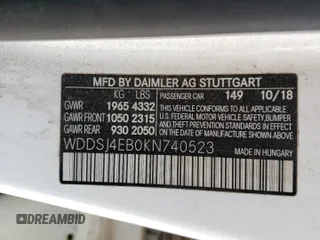 MFD BY DAIMLER AG STUTTGART
KG LBS PASSENGER CAR 149 10/18
GVWR 1965 4332 THIS VEHICLE CONFORMS TO ALL
GAWR FRONT 1050 2315 APPLICABLE U.S. FEDERAL MOTOR
GAWR REAR 930 2050 VEHICLE SAFETY,BUMPER
AND THEFT PREVENTION STANDARDS
IN EFFECT ON THE DATE OF
MANUFACTURE SHOWN ABOVE
WDDSJ4EB0KN740523
MADE IN HUNGARY
DREAMBID